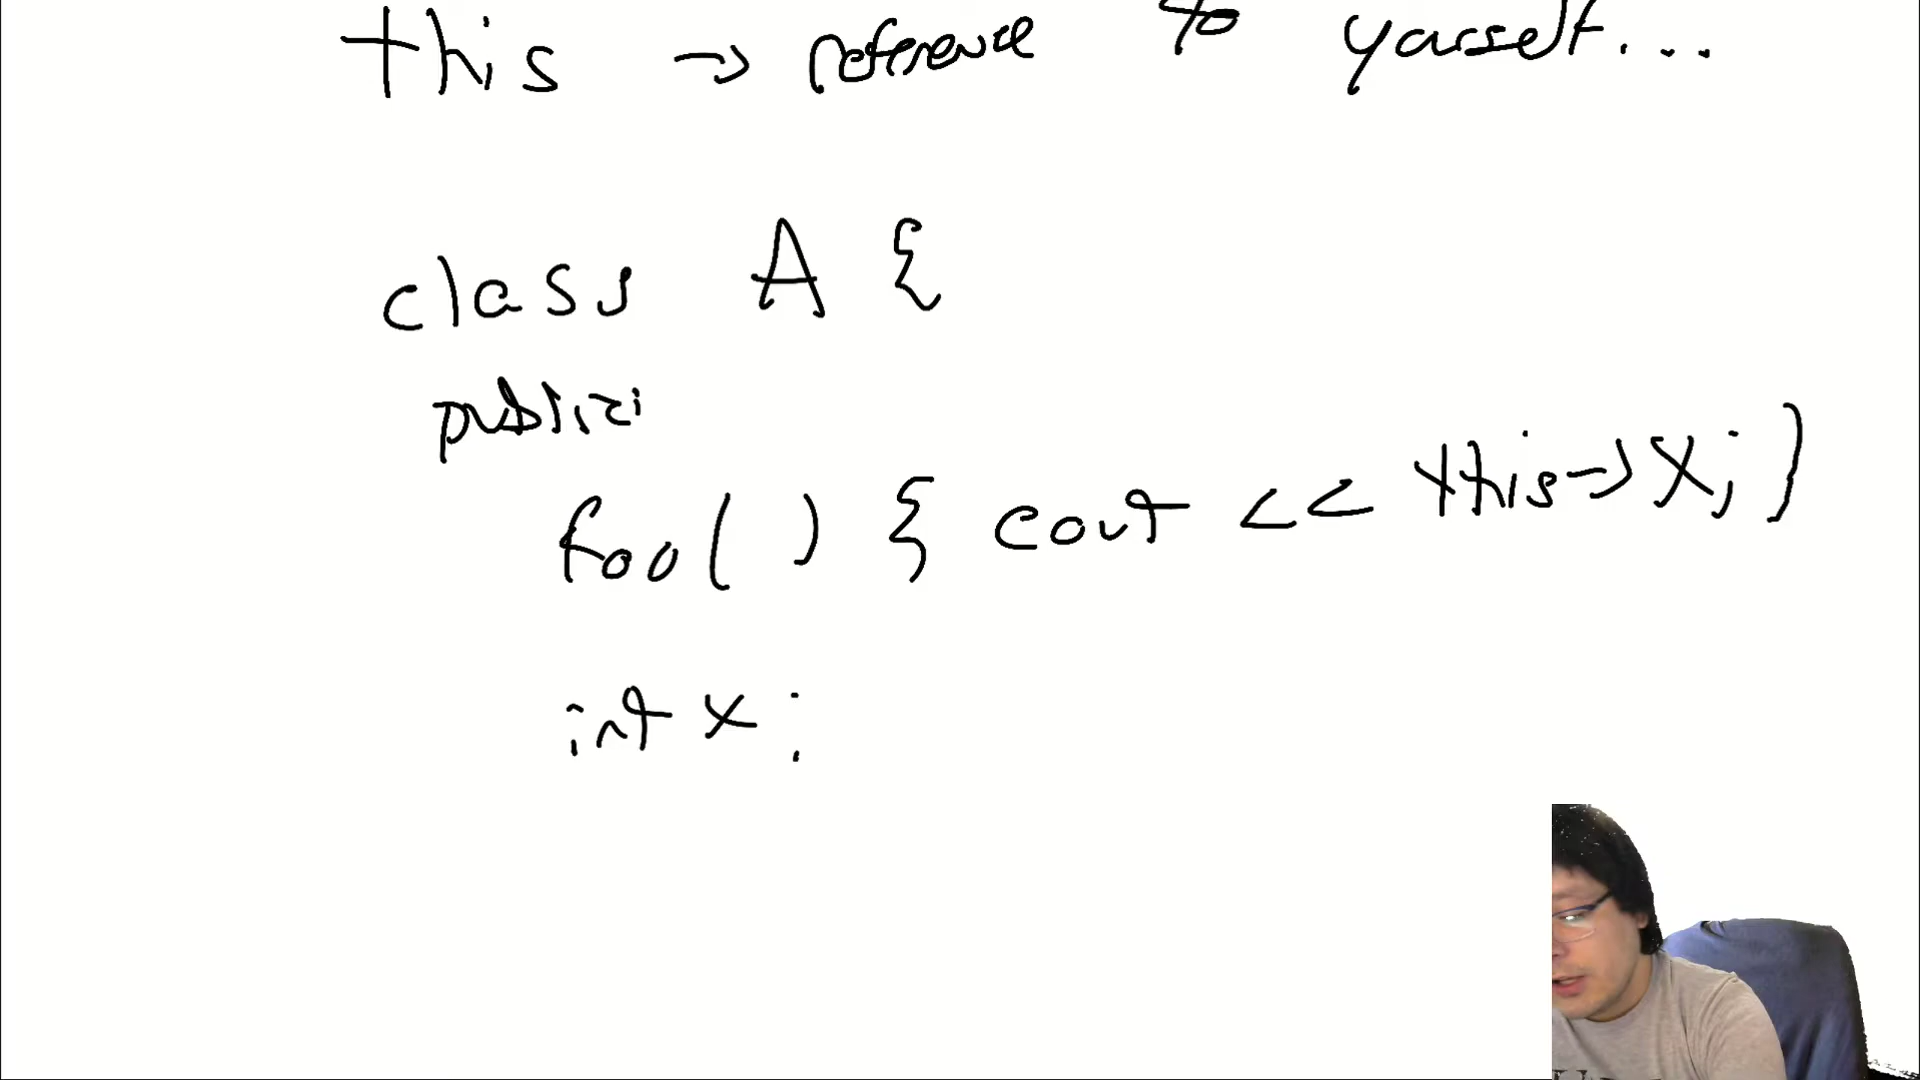 this → reference to yourself...
class A {
public:
foo( ) { cout << this→x; }
int x ;